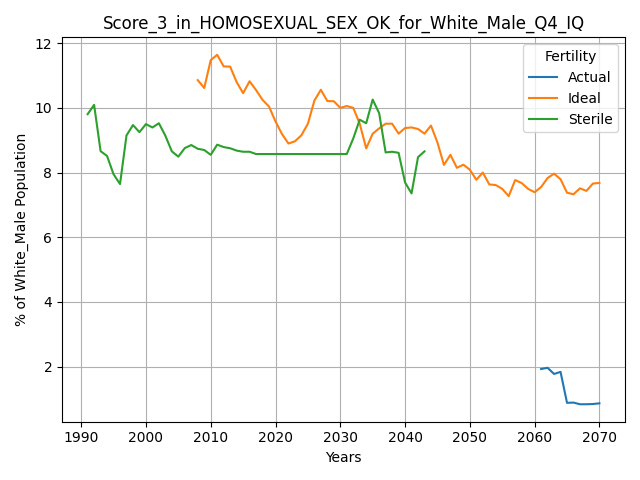 Score_3_in_HOMOSEXUAL_SEX_OK_for_White_Male_Q4_IQ
% of White_Male Population
12
10
8
6
4
2
Fertility
Actual
Ideal
Sterile
1990 2000 2010 2020 2030 2040 2050 2060 2070
Years